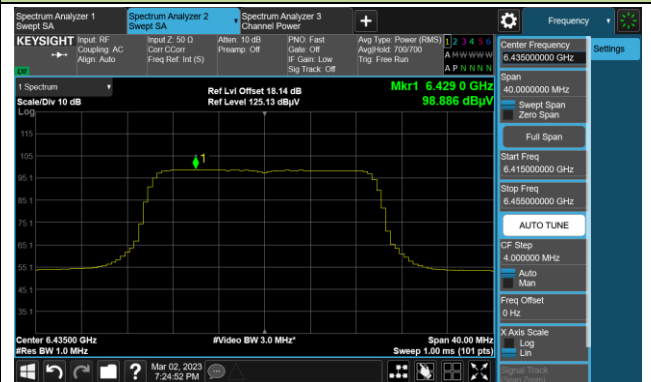 Spectrum Analyzer 1
Swept SA
Spectrum Analyzer 2
Swept SA
Spectrum Analyzer 3
Channel Power
Frequency
KEYSIGHT
Input: RF
Coupling: AC
Align: Auto
Input Z: 50 Ω
Corr CCorr
Freq Ref: Int (S)
Atten: 10 dB
Preamp: Off
PNO: Fast
Gate: Off
IF Gain: Low
Sig Track: Off
Avg Type: Power (RMS)
Avg|Hold: 700/700
Trig: Free Run
1 2 3 4 5 6
A W W W W W
A P N N N N
1 Spectrum
Scale/Div 10 dB
Log
Ref Lvl Offset 18.14 dB
Ref Level 125.13 dBµV
Mkr1 6.429 0 GHz
98.886 dBµV
1
115
105
95.1
85.1
75.1
65.1
55.1
45.1
35.1
Center 6.43500 GHz
#Res BW 1.0 MHz
#Video BW 3.0 MHz*
Span 40.00 MHz
Sweep 1.00 ms (101 pts)
Mar 02, 2023
7:24:52 PM
?
Center Frequency
6.435000000 GHz
Settings
Span
40.0000000 MHz
Swept Span
Zero Span
Full Span
Start Freq
6.415000000 GHz
Stop Freq
6.455000000 GHz
AUTO TUNE
CF Step
4.000000 MHz
Auto
Man
Freq Offset
0 Hz
X Axis Scale
Log
Lin
Signal Track
(Span Zoom)